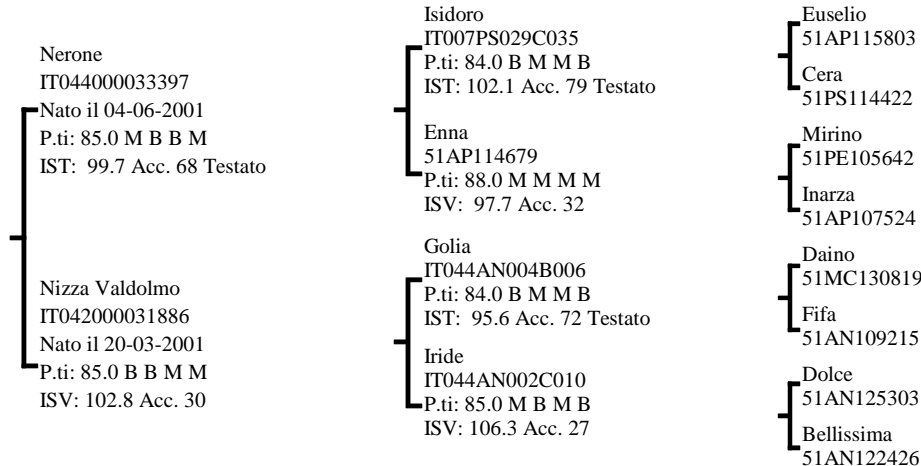 Nerone
IT044000033397
Nato il 04-06-2001
P.ti: 85.0 M B B M
IST: 99.7 Acc. 68 Testato
Nizza Valdolmo
IT042000031886
Nato il 20-03-2001
P.ti: 85.0 B B M M
ISV: 102.8 Acc. 30
Isidoro
IT007PS029C035
P.ti: 84.0 B M M B
IST: 102.1 Acc. 79 Testato
Enna
51AP114679
P.ti: 88.0 M M M M
ISV: 97.7 Acc. 32
Golia
IT044AN004B006
P.ti: 84.0 B M M B
IST: 95.6 Acc. 72 Testato
Iride
IT044AN002C010
P.ti: 85.0 M B M B
ISV: 106.3 Acc. 27
Euselio
51AP115803
Cera
51PS114422
Mirino
51PE105642
Inarza
51AP107524
Daino
51MC130819
Fifa
51AN109215
Dolce
51AN125303
Bellissima
51AN122426